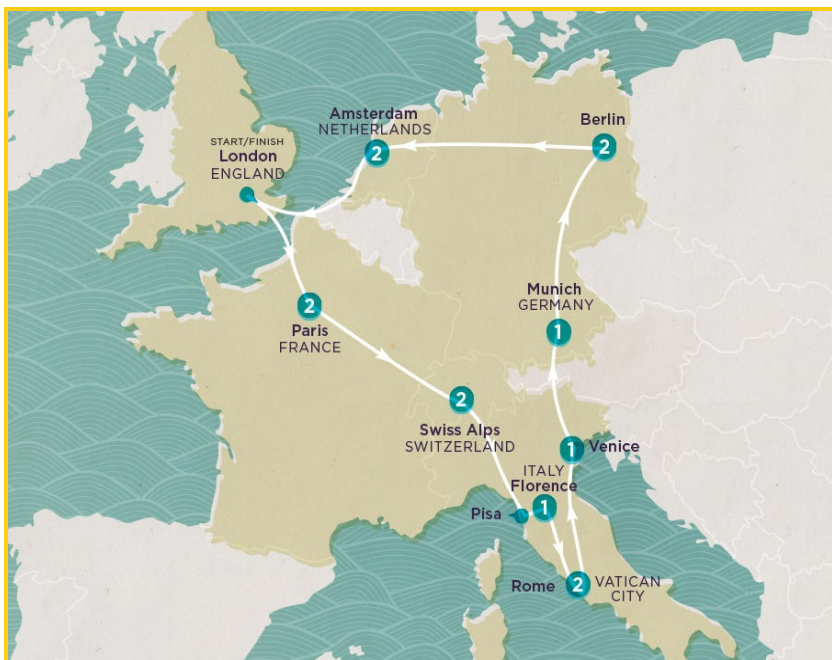 Amsterdam
NETHERLANDS
2
Berlin
2
START/FINISH
London
ENGLAND
2
Paris
FRANCE
Munich
GERMANY
1
2
Swiss Alps
SWITZERLAND
1
Venice
ITALY
Florence
1
Pisa
Rome
2
VATICAN
CITY